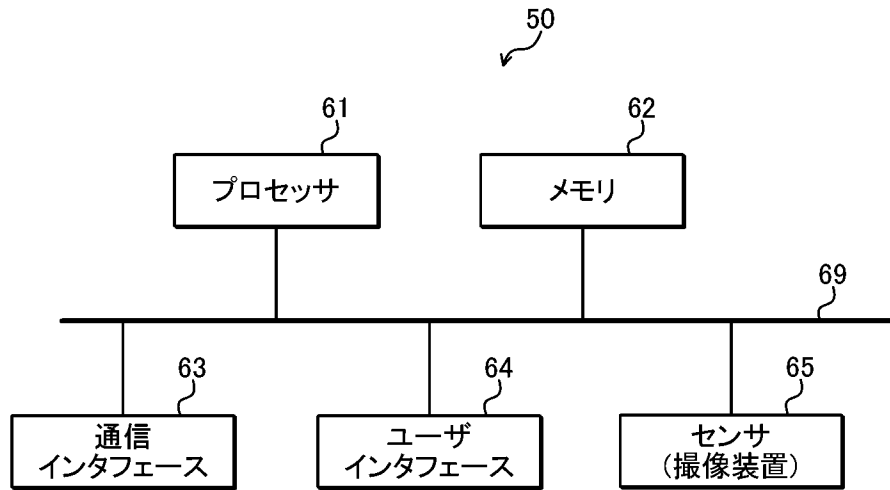 50
61
62
プロセッサ
メモリ
69
63
64
65
通信
インタフェース
ユーザ
インタフェース
センサ
(撮像装置)